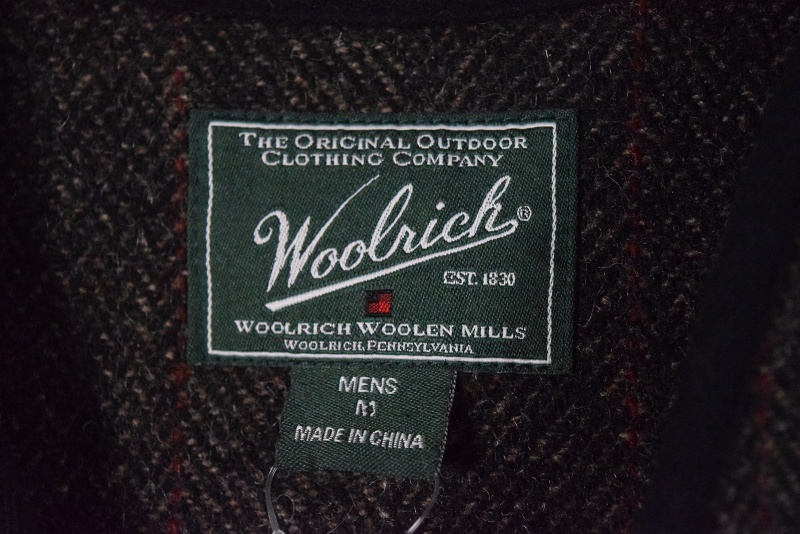 THE ORIGINAL OUTDOOR
CLOTHING COMPANY
Woolrich®
EST. 1830
WOOLRICH WOOLEN MILLS
WOOLRICH, PENNSYLVANIA
MENS
M
MADE IN CHINA